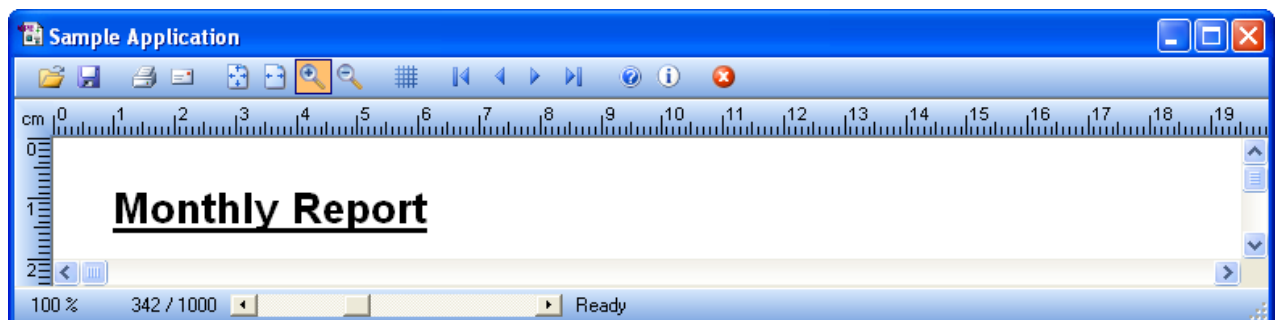 Sample Application
cm 0 1 2 3 4 5 6 7 8 9 10 11 12 13 14 15 16 17 18 19
0
Monthly Report
1
2
100 % 342 / 1000 Ready